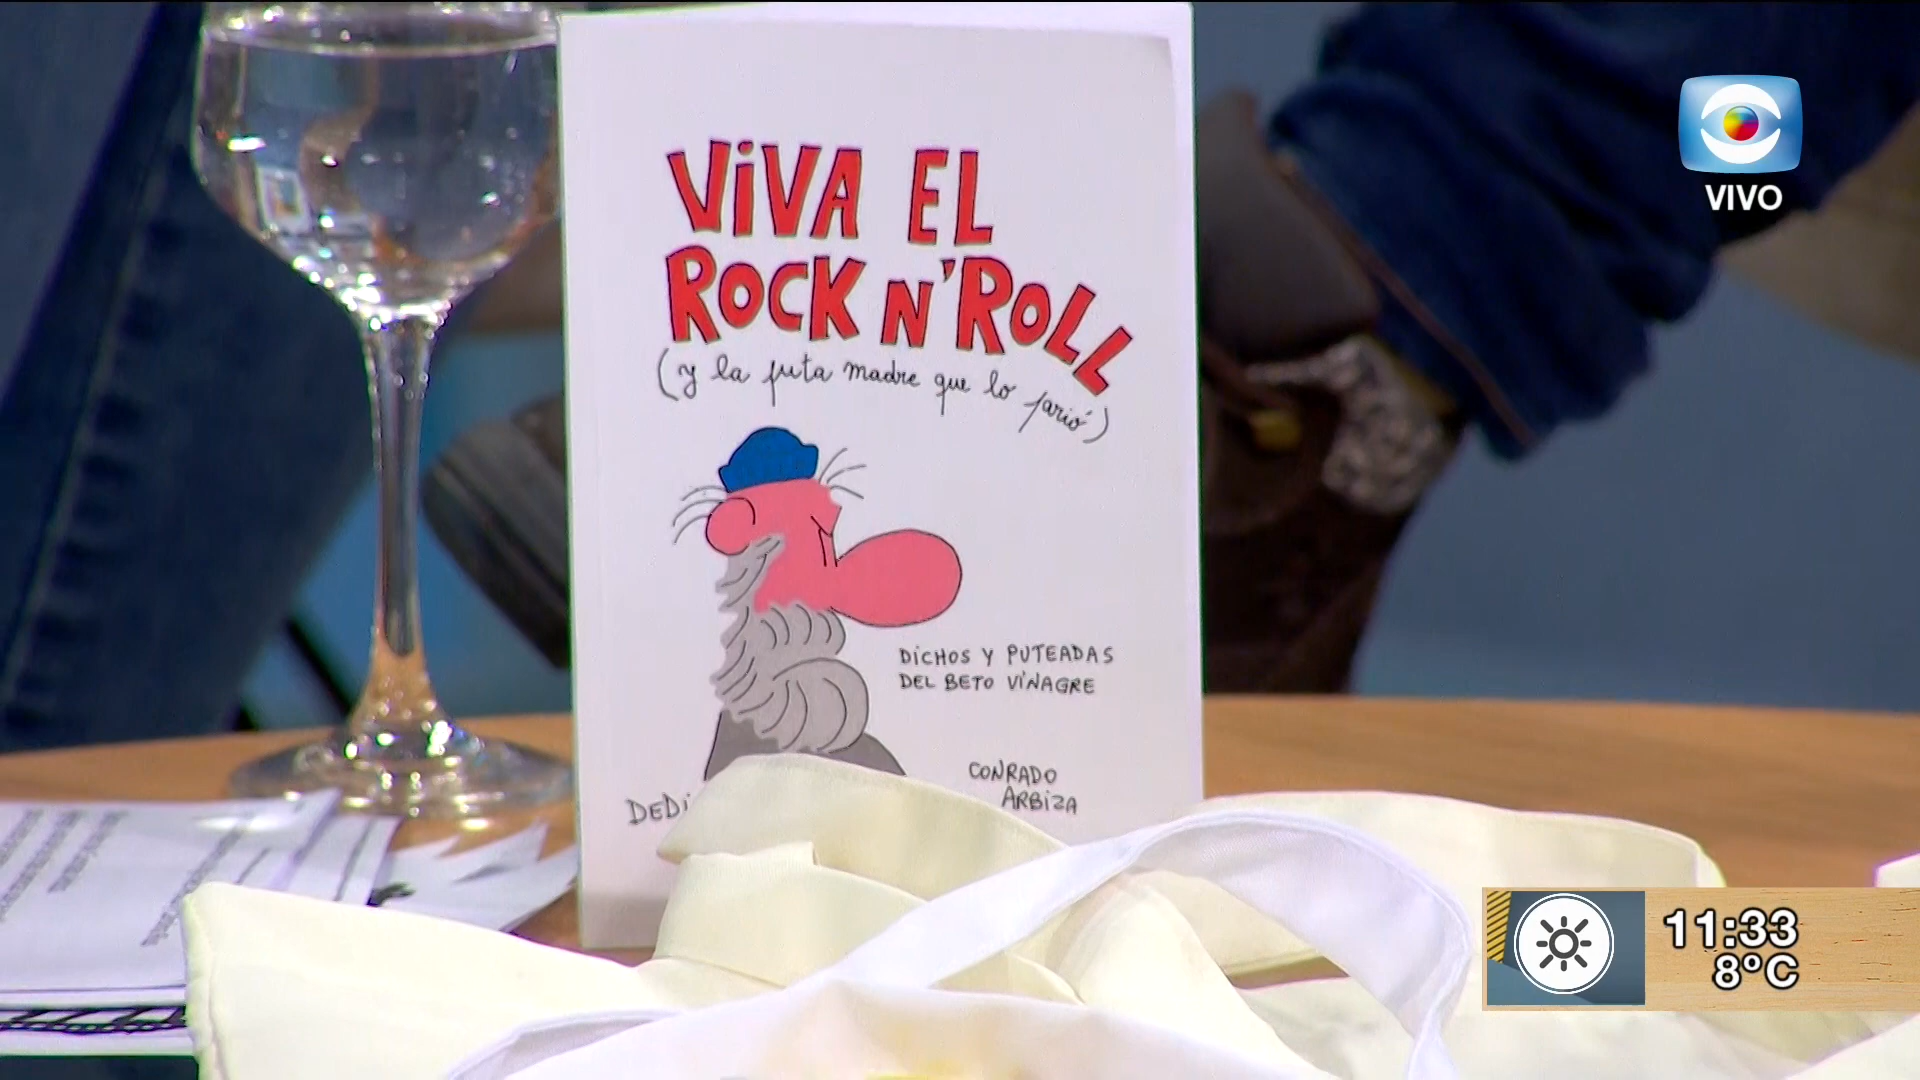 VIVA EL
ROCK N' ROLL
(y la puta madre que lo parió)
DICHOS Y PUTEADAS
DEL BETO VINAGRE
CONRADO
ARBIZA
VIVO
11:33
8°C